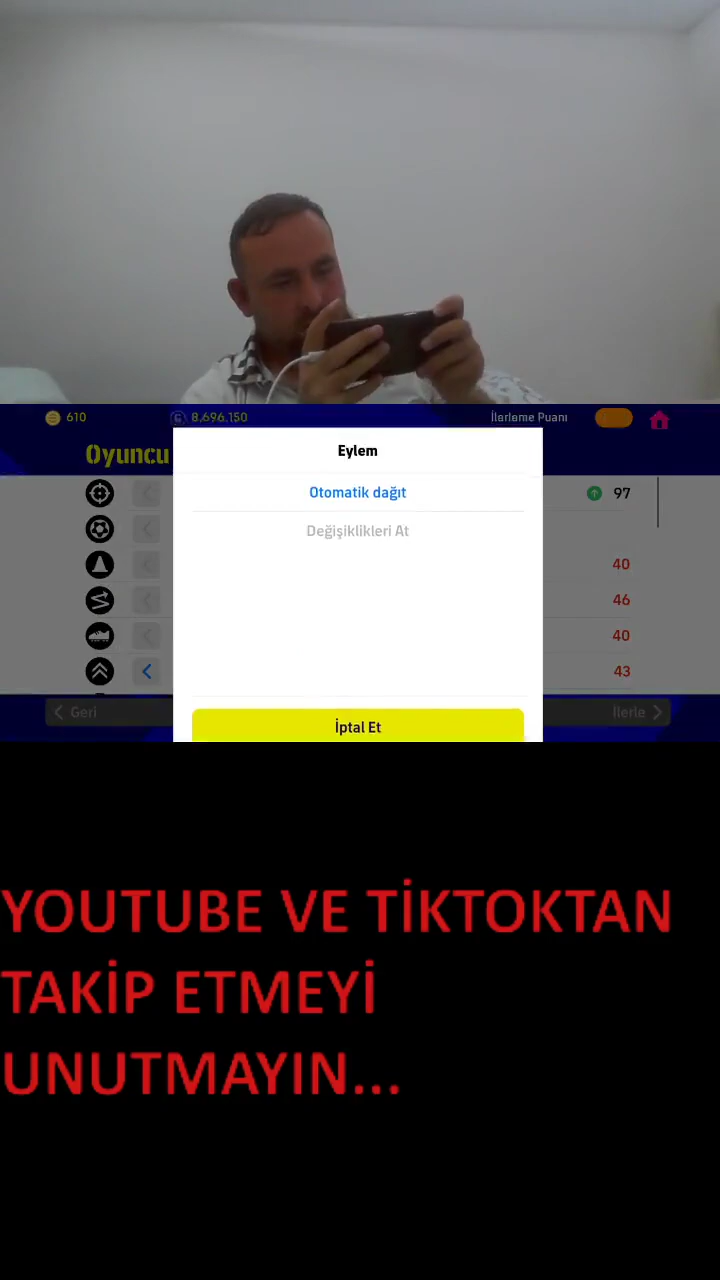 610
8,696,150
İlerleme Puanı
Oyuncu
Eylem
Otomatik dağıt
97
Değişiklikleri At
40
46
40
43
Geri
İptal Et
İlerle
YOUTUBE VE TİKTOKTAN
TAKİP ETMEYİ
UNUTMAYIN...